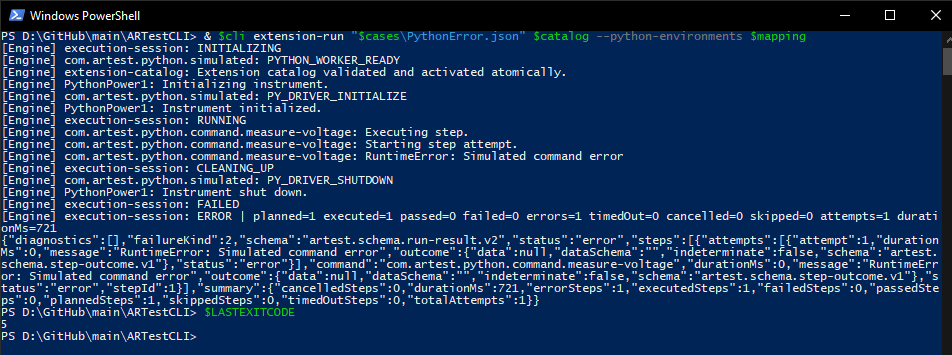 Windows PowerShell
PS D:\GitHub\main\ARTestCLI> & $cli extension-run "$cases\PythonError.json" $catalog --python-environments $mapping
[Engine] execution-session: INITIALIZING
[Engine] com.artest.python.simulated: PYTHON_WORKER_READY
[Engine] extension-catalog: Extension catalog validated and activated atomically.
[Engine] PythonPower1: Initializing instrument.
[Engine] com.artest.python.simulated: PY_DRIVER_INITIALIZE
[Engine] PythonPower1: Instrument initialized.
[Engine] execution-session: RUNNING
[Engine] com.artest.python.command.measure-voltage: Executing step.
[Engine] com.artest.python.command.measure-voltage: Starting step attempt.
[Engine] com.artest.python.command.measure-voltage: RuntimeError: Simulated command error
[Engine] execution-session: CLEANING_UP
[Engine] com.artest.python.simulated: PY_DRIVER_SHUTDOWN
[Engine] PythonPower1: Instrument shut down.
[Engine] execution-session: FAILED
[Engine] execution-session: ERROR | planned=1 executed=1 passed=0 failed=0 errors=1 timedOut=0 cancelled=0 skipped=0 attempts=1 durati
onMs=721
{"diagnostics":[],"failureKind":2,"schema":"artest.schema.run-result.v2","status":"error","steps":[{"attempts":[{"attempt":1,"duration
Ms":0,"message":"RuntimeError: Simulated command error","outcome":{"data":null,"dataSchema":"","indeterminate":false,"schema":"artest.
schema.step-outcome.v1"},"status":"error"}],"command":"com.artest.python.command.measure-voltage","durationMs":0,"message":"RuntimeErr
or: Simulated command error","outcome":{"data":null,"dataSchema":"","indeterminate":false,"schema":"artest.schema.step-outcome.v1"},"s
tatus":"error","stepId":1}],"summary":{"cancelledSteps":0,"durationMs":721,"errorSteps":1,"executedSteps":1,"failedSteps":0,"passedSte
ps":0,"plannedSteps":1,"skippedSteps":0,"timedOutSteps":0,"totalAttempts":1}}
PS D:\GitHub\main\ARTestCLI> $LASTEXITCODE
5
PS D:\GitHub\main\ARTestCLI>